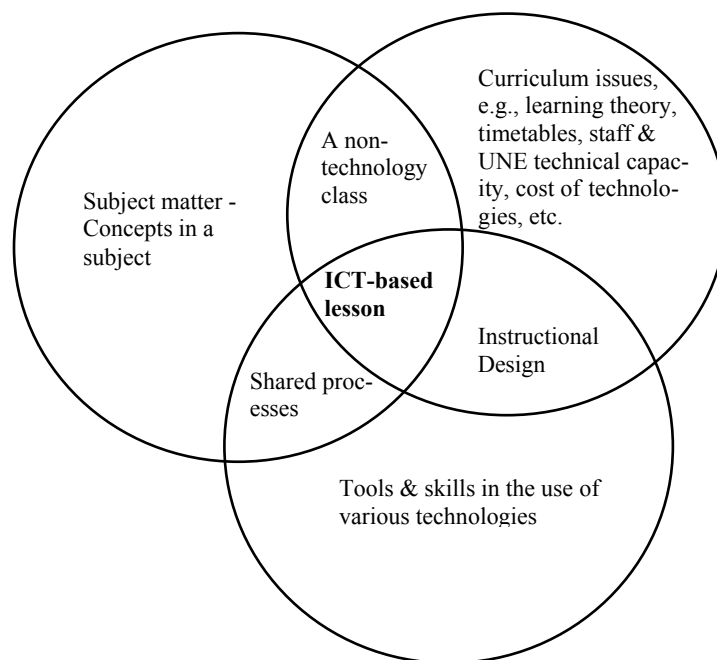 Curriculum issues,
e.g., learning theory,
timetables, staff &
UNE technical capac-
ity, cost of technolo-
gies, etc.
A non-
technology
class
Subject matter -
Concepts in a
subject
ICT-based
lesson
Instructional
Design
Shared proc-
esses
Tools & skills in the use of
various technologies